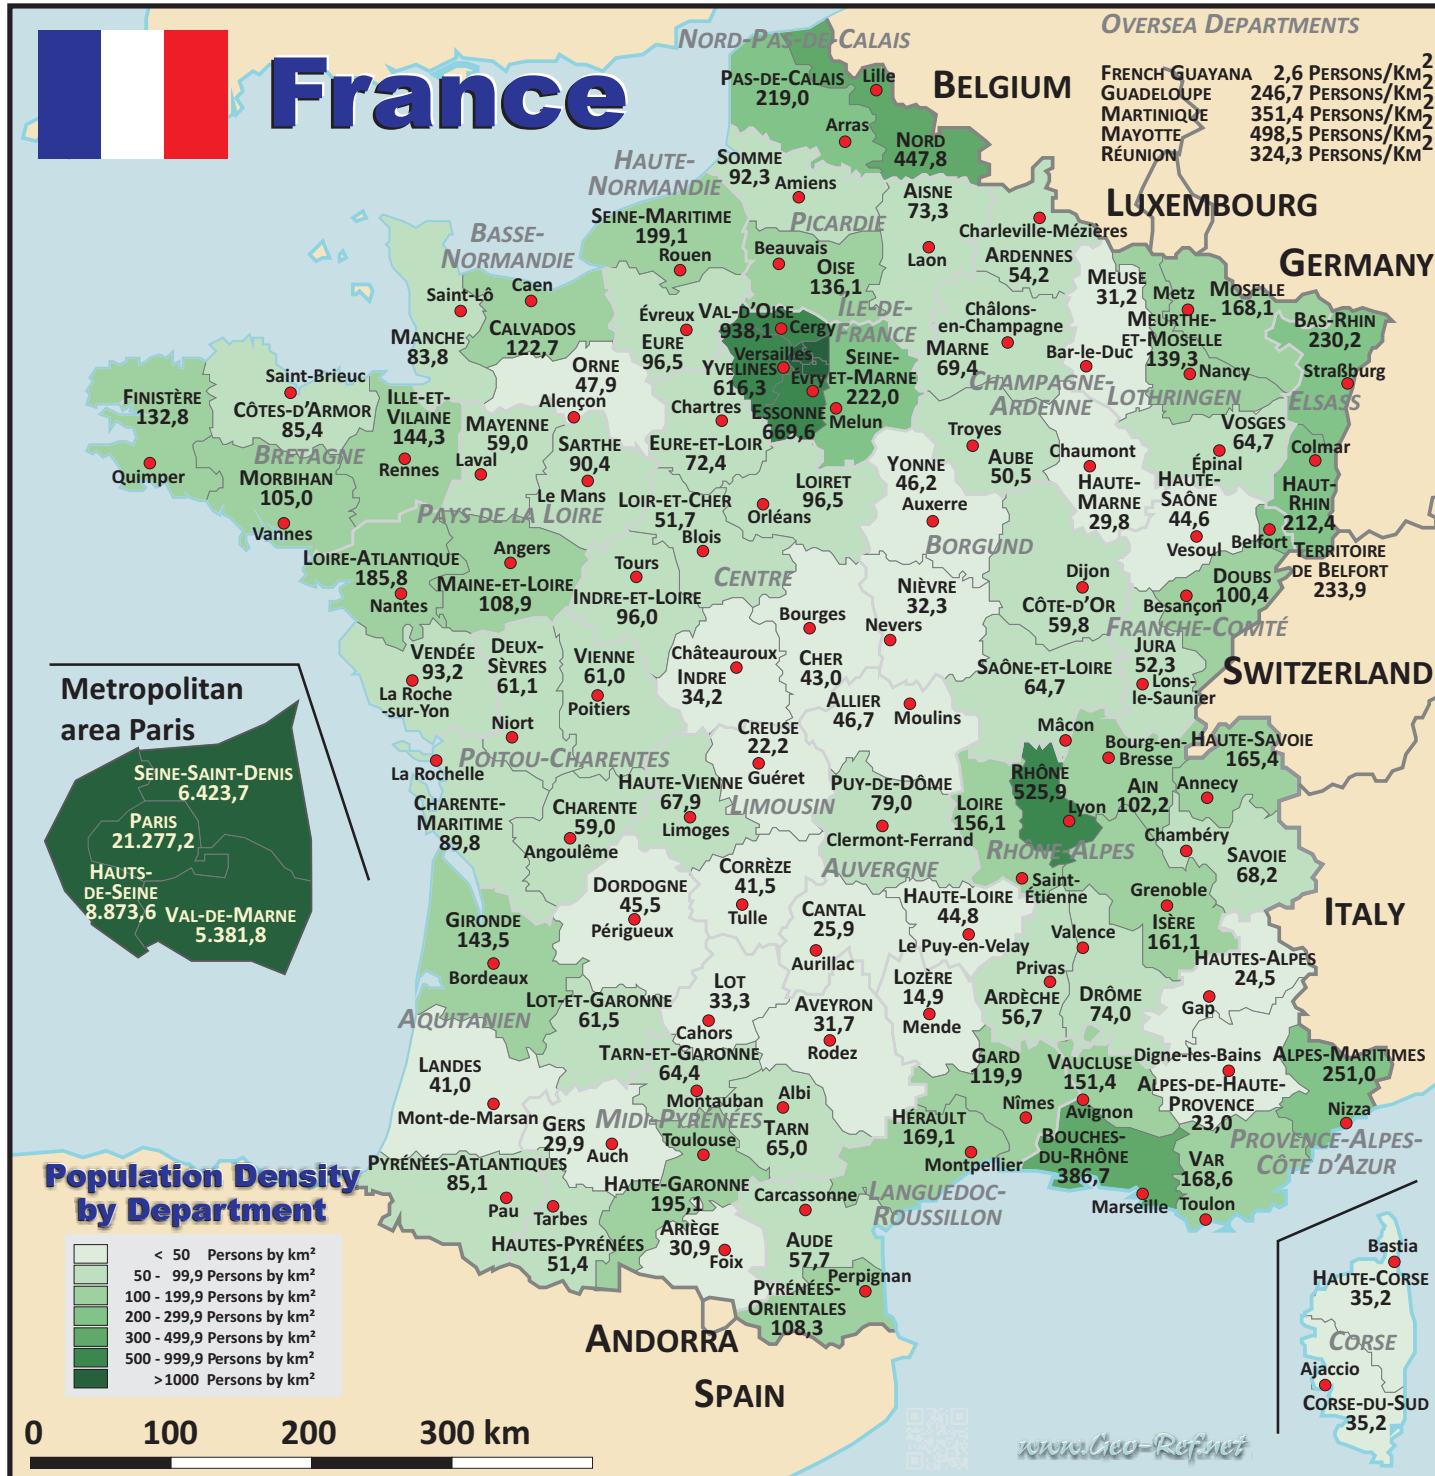 France
OVERSEA DEPARTMENTS
FRENCH GUAYANA 2,6 PERSONS/KM²
GUADELOUPE 246,7 PERSONS/KM²
MARTINIQUE 351,4 PERSONS/KM²
MAYOTTE 498,5 PERSONS/KM²
RÉUNION 324,3 PERSONS/KM²
NORD-PAS-DE-CALAIS
PAS-DE-CALAIS
219,0
Lille
BELGIUM
Arras
NORD
447,8
HAUTE-
NORMANDIE
SOMME
92,3
Amiens
PICARDIE
AISNE
73,3
Laon
Charleville-Mézières
ARDENNES
54,2
LUXEMBOURG
GERMANY
SEINE-MARITIME
199,1
Rouen
Beauvais
OISE
136,1
BASSE-
NORMANDIE
Caen
Saint-Lô
CALVADOS
122,7
MANCHE
83,8
Évreux
EURE
96,5
VAL-D'OISE
938,1
Cergy
ILE-DE-
FRANCE
Versailles
YVELINES
616,3
Évry
SEINE-
ET-MARNE
222,0
ESSONNE
669,6
Melun
Châlons-
en-Champagne
MARNE
69,4
CHAMPAGNE-
ARDENNE
MEUSE
31,2
Bar-le-Duc
Metz
MOSELLE
168,1
MEURTHE-
ET-MOSELLE
139,3
Nancy
LOTHRINGEN
BAS-RHIN
230,2
Straßburg
ELSASS
ORNE
47,9
Alençon
Chartres
EURE-ET-LOIR
72,4
FINISTÈRE
132,8
Quimper
Saint-Brieuc
CÔTES-D'ARMOR
85,4
BRETAGNE
MORBIHAN
105,0
Vannes
ILLE-ET-
VILAINE
144,3
Rennes
MAYENNE
59,0
Laval
SARTHE
90,4
Le Mans
PAYS DE LA LOIRE
LOIR-ET-CHER
51,7
Blois
LOIRET
96,5
Orléans
YONNE
46,2
Auxerre
Troyes
AUBE
50,5
Chaumont
HAUTE-
MARNE
29,8
VOSGES
64,7
Épinal
Colmar
HAUT-
RHIN
212,4
HAUTE-
SAÔNE
44,6
Vesoul
Belfort
TERRITOIRE
DE BELFORT
233,9
LOIRE-ATLANTIQUE
185,8
Nantes
Angers
MAINE-ET-LOIRE
108,9
Tours
INDRE-ET-LOIRE
96,0
CENTRE
BORGUND
Dijon
CÔTE-D'OR
59,8
Besançon
DOUBS
100,4
FRANCHE-COMTÉ
NIÈVRE
32,3
Nevers
Bourges
CHER
43,0
Châteauroux
INDRE
34,2
VENDÉE
93,2
La Roche
-sur-Yon
DEUX-
SÈVRES
61,1
Niort
VIENNE
61,0
Poitiers
POITOU-CHARENTES
SAÔNE-ET-LOIRE
64,7
Mâcon
JURA
52,3
Lons-
le-Saunier
SWITZERLAND
ALLIER
46,7
Moulins
CREUSE
22,2
Guéret
LIMOUSIN
HAUTE-VIENNE
67,9
Limoges
Metropolitan
area Paris
SEINE-SAINT-DENIS
6.423,7
PARIS
21.277,2
HAUTS-
DE-SEINE
8.873,6
VAL-DE-MARNE
5.381,8
La Rochelle
CHARENTE-
MARITIME
89,8
CHARENTE
59,0
Angoulême
PUY-DE-DÔME
79,0
Clermont-Ferrand
AUVERGNE
LOIRE
156,1
Saint-
Étienne
RHÔNE
525,9
Lyon
RHÔNE-ALPES
Bourg-en-
Bresse
AIN
102,2
HAUTE-SAVOIE
165,4
Annecy
Chambéry
SAVOIE
68,2
Grenoble
ISÈRE
161,1
ITALY
DORDOGNE
45,5
Périgueux
CORRÈZE
41,5
Tulle
CANTAL
25,9
Aurillac
HAUTE-LOIRE
44,8
Le Puy-en-Velay
GIRONDE
143,5
Bordeaux
AQUITANIEN
LOT-ET-GARONNE
61,5
LOT
33,3
Cahors
AVEYRON
31,7
Rodez
LOZÈRE
14,9
Mende
Privas
ARDÈCHE
56,7
Valence
DRÔME
74,0
HAUTES-ALPES
24,5
Gap
LANDES
41,0
Mont-de-Marsan
TARN-ET-GARONNE
64,4
Montauban
GERS
29,9
Auch
MIDI-PYRÉNÉES
Toulouse
Albi
TARN
65,0
GARD
119,9
Nîmes
VAUCLUSE
151,4
Avignon
Digne-les-Bains
ALPES-DE-HAUTE-
PROVENCE
23,0
ALPES-MARITIMES
251,0
Nizza
PROVENCE-ALPES-
CÔTE D'AZUR
HÉRAULT
169,1
Montpellier
BOUCHES-
DU-RHÔNE
386,7
Marseille
VAR
168,6
Toulon
PYRÉNÉES-ATLANTIQUES
85,1
Pau
Tarbes
HAUTES-PYRÉNÉES
51,4
HAUTE-GARONNE
195,1
ARIÈGE
30,9
Foix
Carcassonne
AUDE
57,7
LANGUEDOC-
ROUSSILLON
Perpignan
PYRÉNÉES-
ORIENTALES
108,3
ANDORRA
SPAIN
Bastia
HAUTE-CORSE
35,2
CORSE
Ajaccio
CORSE-DU-SUD
35,2
Population Density
by Department
< 50 Persons by km²
50 - 99,9 Persons by km²
100 - 199,9 Persons by km²
200 - 299,9 Persons by km²
300 - 499,9 Persons by km²
500 - 999,9 Persons by km²
>1000 Persons by km²
0 100 200 300 km
www.Geo-Ref.net